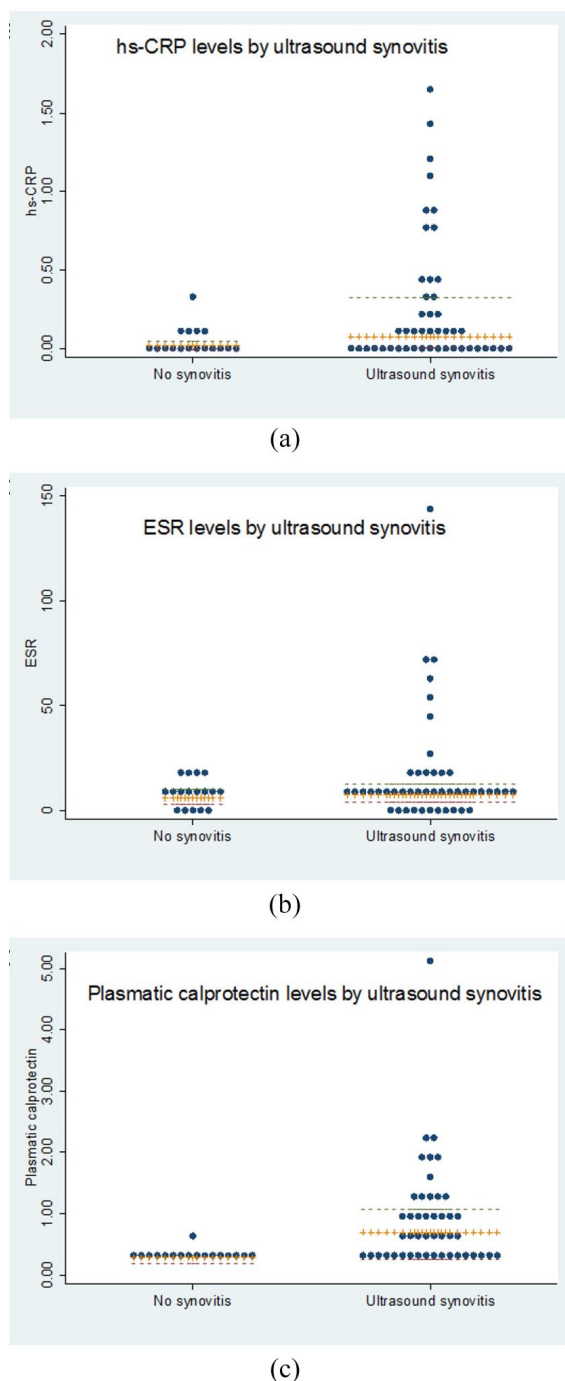 hs-CRP levels by ultrasound synovitis
2.00
1.50
1.00
0.50
0.00
hs-CRP
No synovitis
Ultrasound synovitis
(a)
ESR levels by ultrasound synovitis
150
100
50
0
ESR
No synovitis
Ultrasound synovitis
(b)
Plasmatic calprotectin levels by ultrasound synovitis
5.00
4.00
3.00
2.00
1.00
0.00
Plasmatic calprotectin
No synovitis
Ultrasound synovitis
(c)